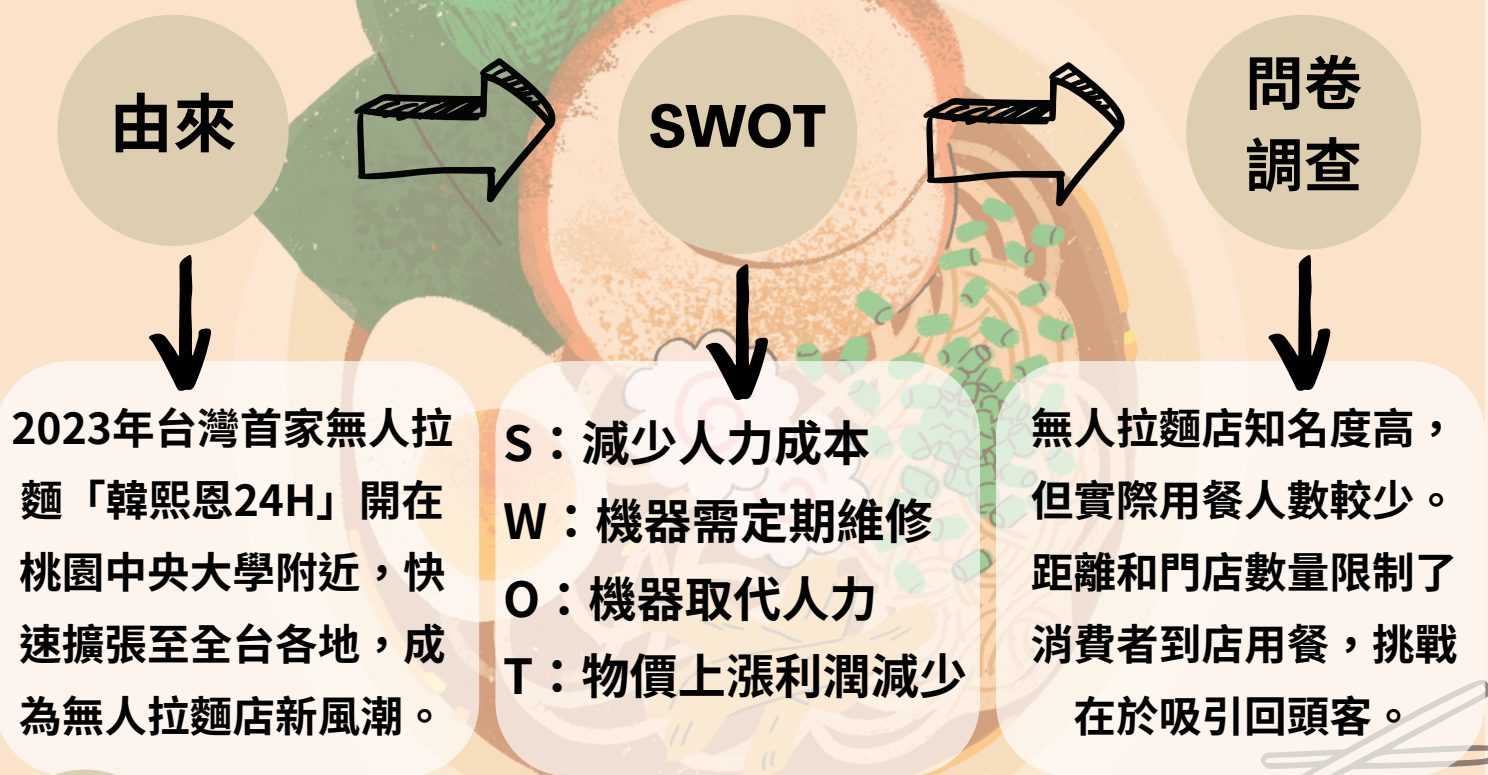 由來
SWOT
問卷
調查
2023年台灣首家無人拉
麵「韓熙恩24H」開在
桃園中央大學附近，快
速擴張至全台各地，成
為無人拉麵店新風潮。
S：減少人力成本
W：機器需定期維修
O：機器取代人力
T：物價上漲利潤減少
無人拉麵店知名度高，
但實際用餐人數較少。
距離和門店數量限制了
消費者到店用餐，挑戰
在於吸引回頭客。